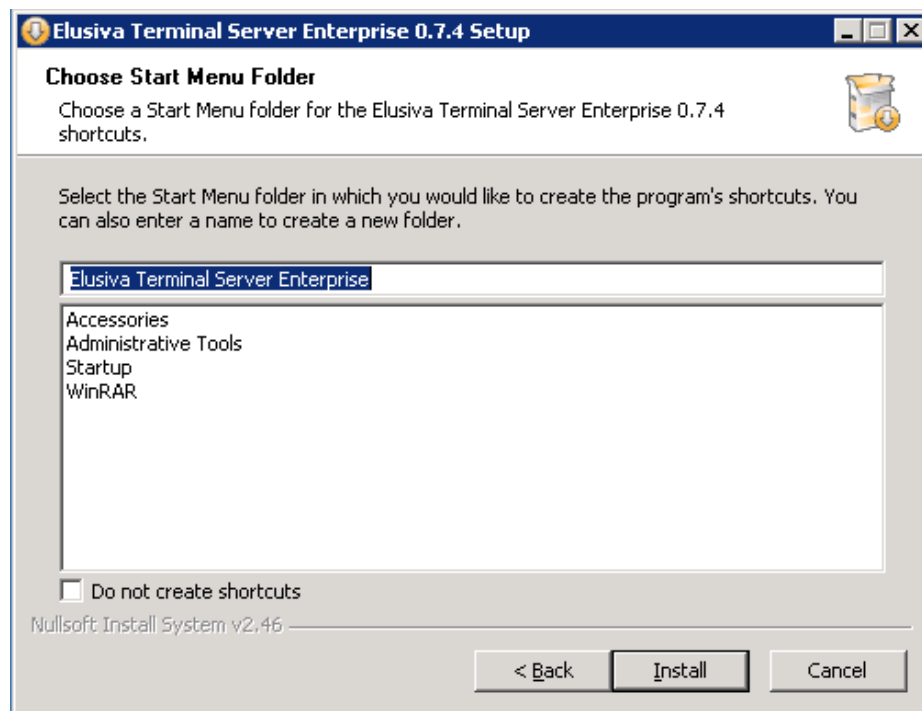 Elusiva Terminal Server Enterprise 0.7.4 Setup
Choose Start Menu Folder
Choose a Start Menu folder for the Elusiva Terminal Server Enterprise 0.7.4
shortcuts.
Select the Start Menu folder in which you would like to create the program's shortcuts. You
can also enter a name to create a new folder.
Elusiva Terminal Server Enterprise
Accessories
Administrative Tools
Startup
WinRAR
Do not create shortcuts
Nullsoft Install System v2.46
< Back Install Cancel